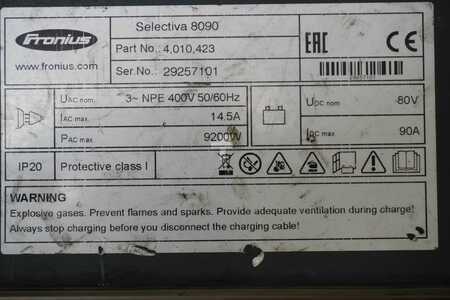 Fronius
www.fronius.com
Selectiva 8090
Part No.: 4,010,423
Ser.No.: 29257101
EAC CE
UAC nom. 3~ NPE 400V 50/60Hz
IAC max. 14.5A
PAC max 9200W
UDC nom 80V
IDC max. 90A
IP20 Protective class I
WARNING
Explosive gases. Prevent flames and sparks. Provide adequate ventilation during charge!
Always stop charging before you disconnect the charging cable!